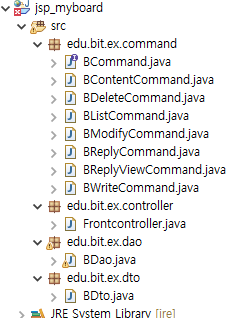 jsp_myboard
src
edu.bit.ex.command
BCommand.java
BContentCommand.java
BDeleteCommand.java
BListCommand.java
BModifyCommand.java
BReplyCommand.java
BReplyViewCommand.java
BWriteCommand.java
edu.bit.ex.controller
Frontcontroller.java
edu.bit.ex.dao
BDao.java
edu.bit.ex.dto
BDto.java
JRE System Library [jre]